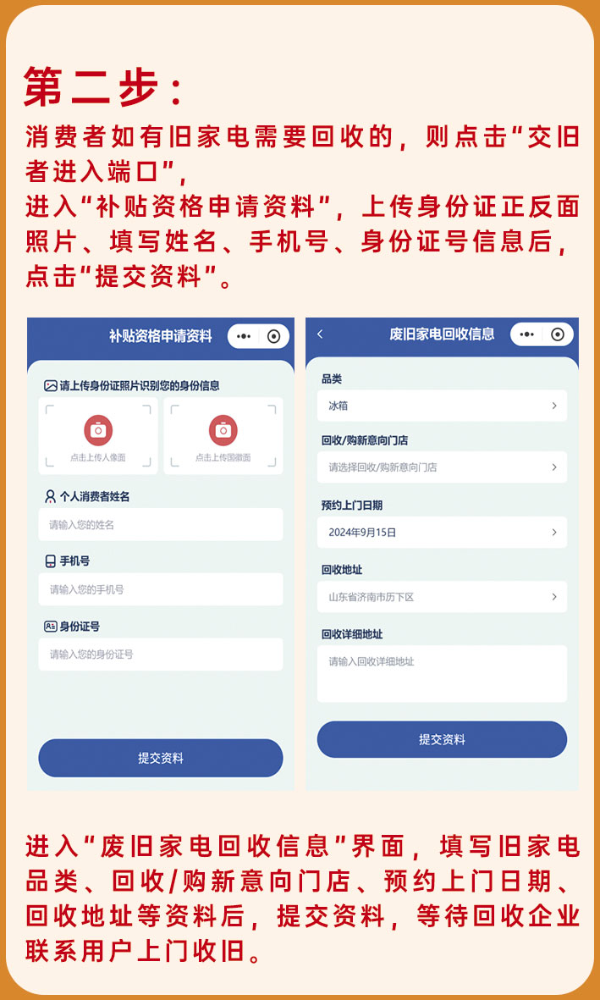 第二步：
消费者如有旧家电需要回收的，则点击“交旧
者进入端口”，
进入“补贴资格申请资料”，上传身份证正反面
照片、填写姓名、手机号、身份证号信息后，
点击“提交资料”。
补贴资格申请资料
请上传身份证照片识别您的身份信息
点击上传人像面
点击上传国徽面
个人消费者姓名
请输入您的姓名
手机号
请输入您的手机号
身份证号
请输入您的身份证号
提交资料
废旧家电回收信息
品类
冰箱
回收/购新意向门店
请选择回收/购新意向门店
预约上门日期
2024年9月15日
回收地址
山东省济南市历下区
回收详细地址
请输入回收详细地址
提交资料
进入“废旧家电回收信息”界面，填写旧家电
品类、回收/购新意向门店、预约上门日期、
回收地址等资料后，提交资料，等待回收企业
联系用户上门收旧。